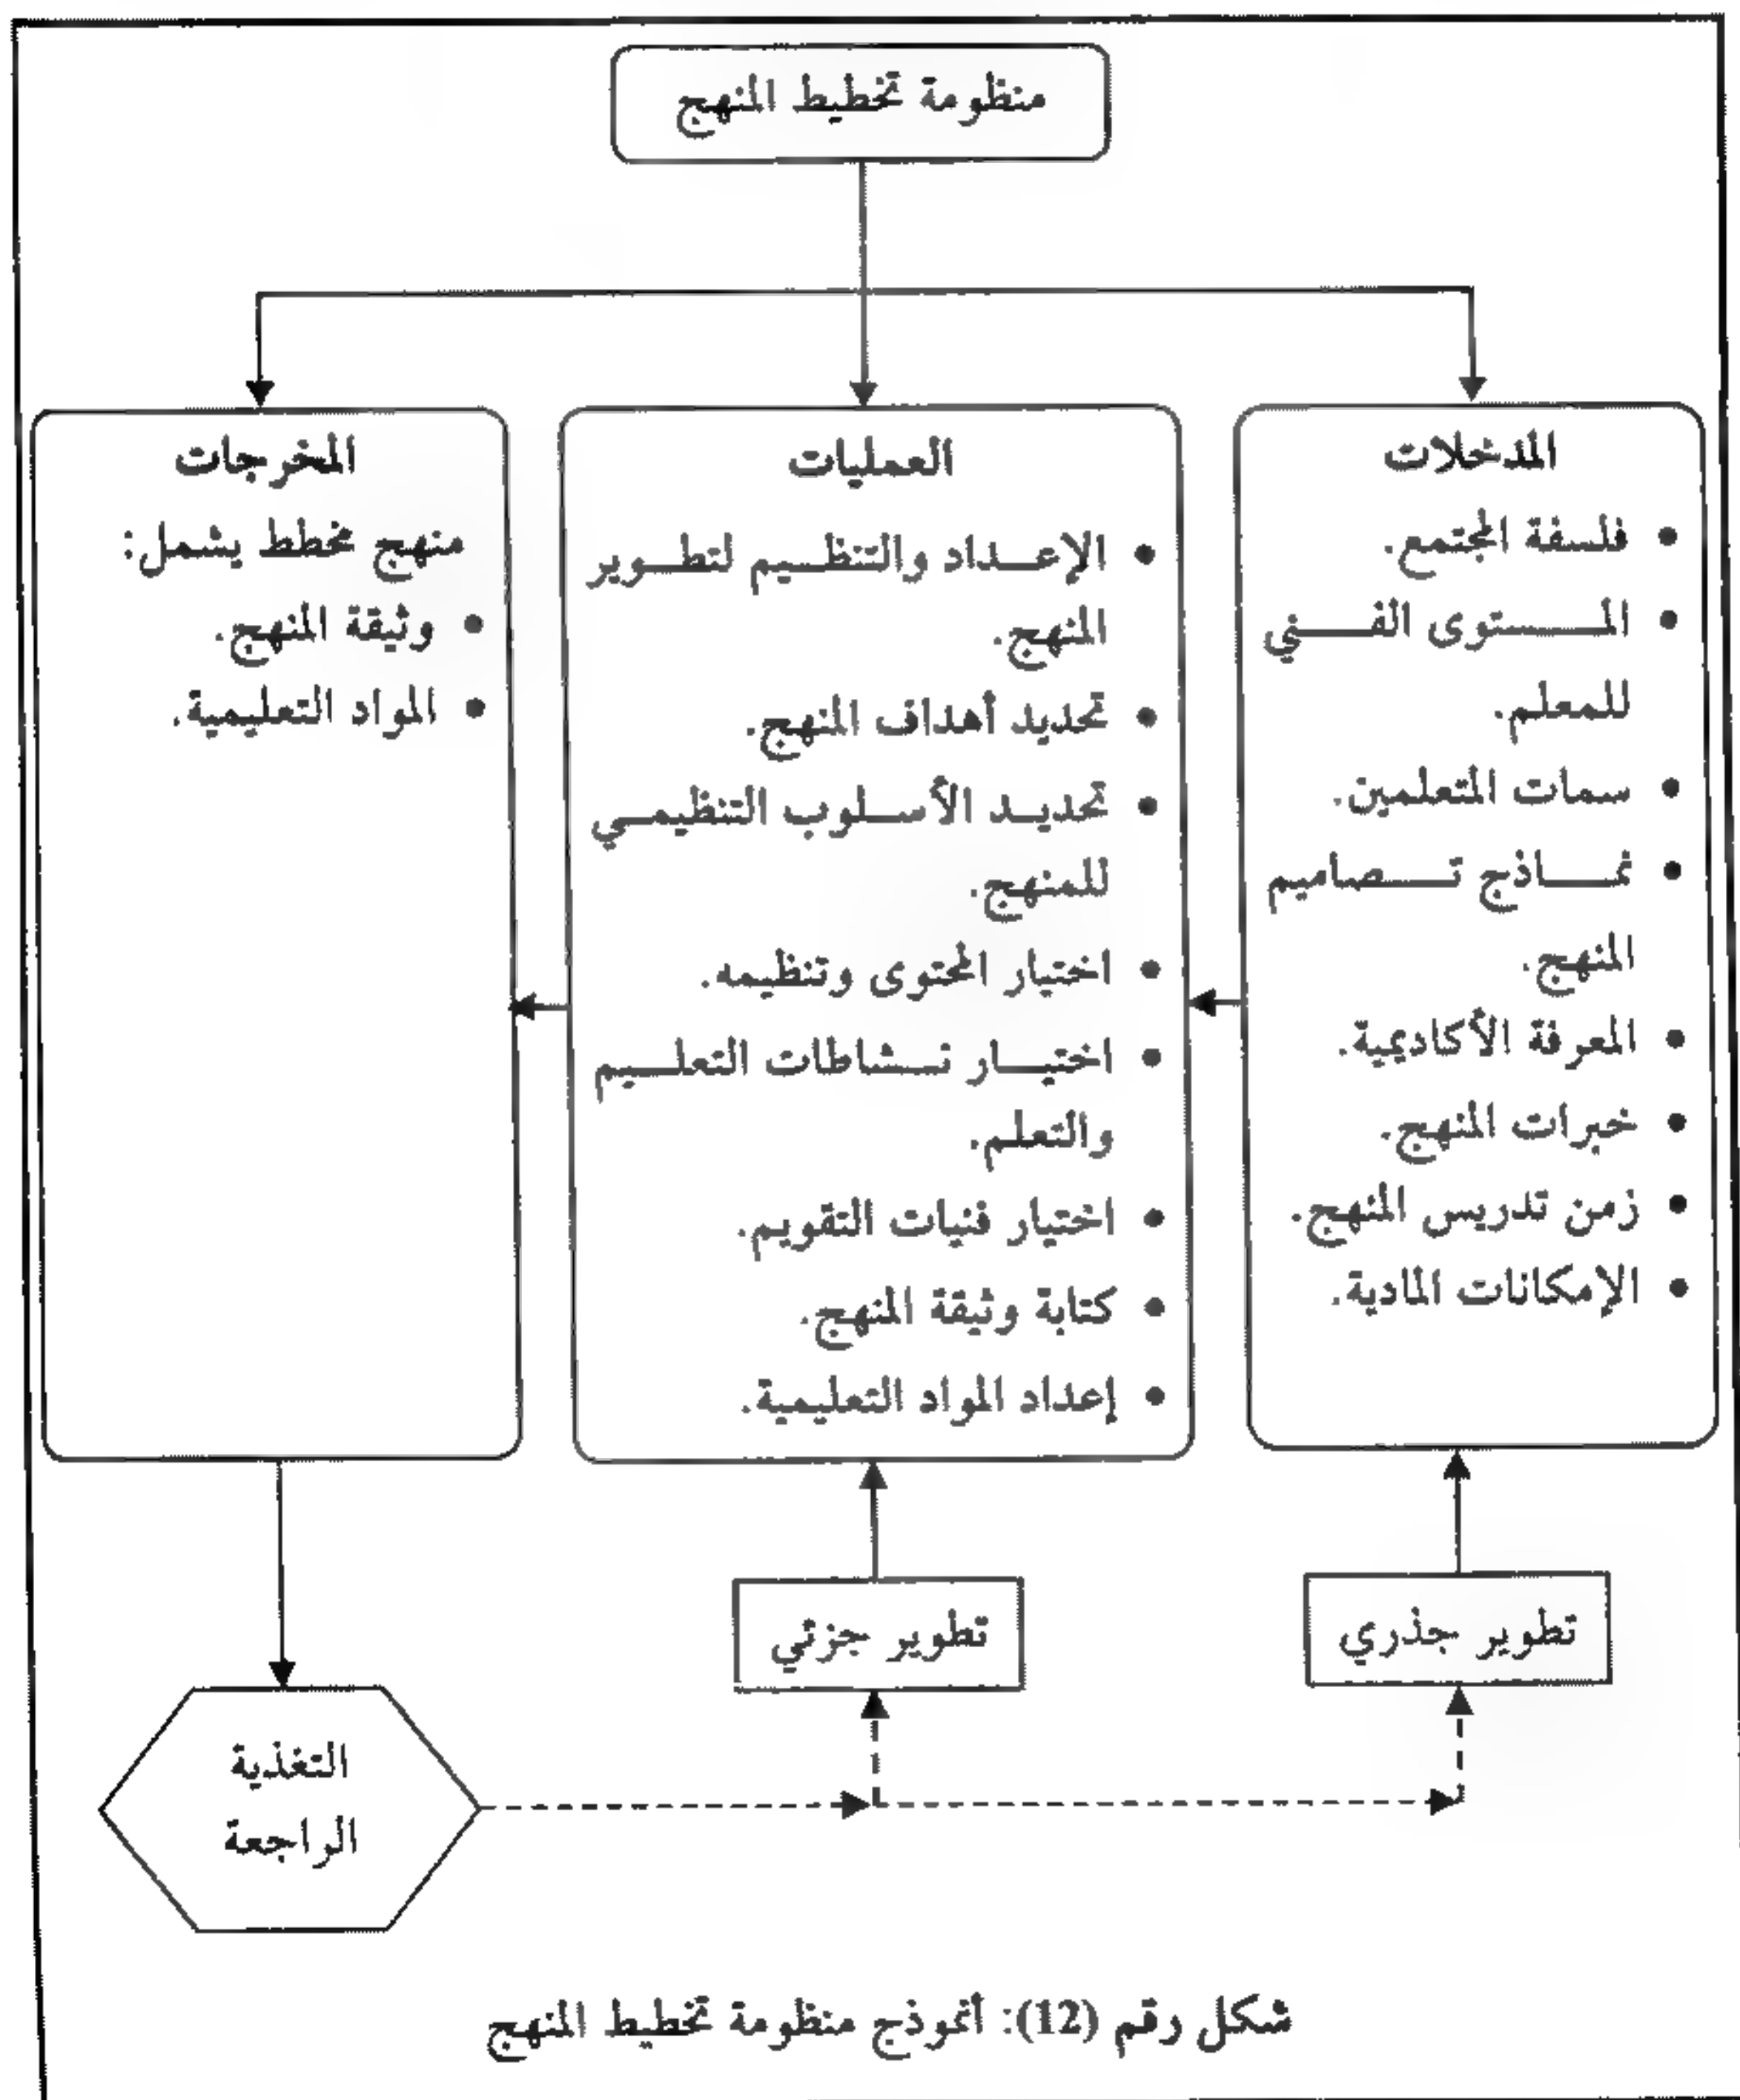 منظومة تخطيط المنهج
المدخلات
• فلسفة المجتمع.
• المستوى الفني
للمعلم.
• سمات المتعلمين.
• نماذج تصاميم
المنهج.
• المعرفة الأكاديمية.
• خبرات المنهج.
• زمن تدريس المنهج.
• الإمكانات المادية.
العمليات
• الإعداد والتنظيم لتطوير
المنهج.
• تحديد أهداف المنهج.
• تحديد الأسلوب التنظيمي
للمنهج.
• اختيار المحتوى وتنظيمه.
• اختيار نشاطات التعليم
والتعلم.
• اختيار فنيات التقويم.
• كتابة وثيقة المنهج.
• إعداد المواد التعليمية.
المخرجات
منهج مخطط يشمل:
• وثيقة المنهج.
• المواد التعليمية.
تطوير جذري
تطوير جزئي
التغذية
الراجعة
شكل رقم (12): أنموذج منظومة تخطيط المنهج